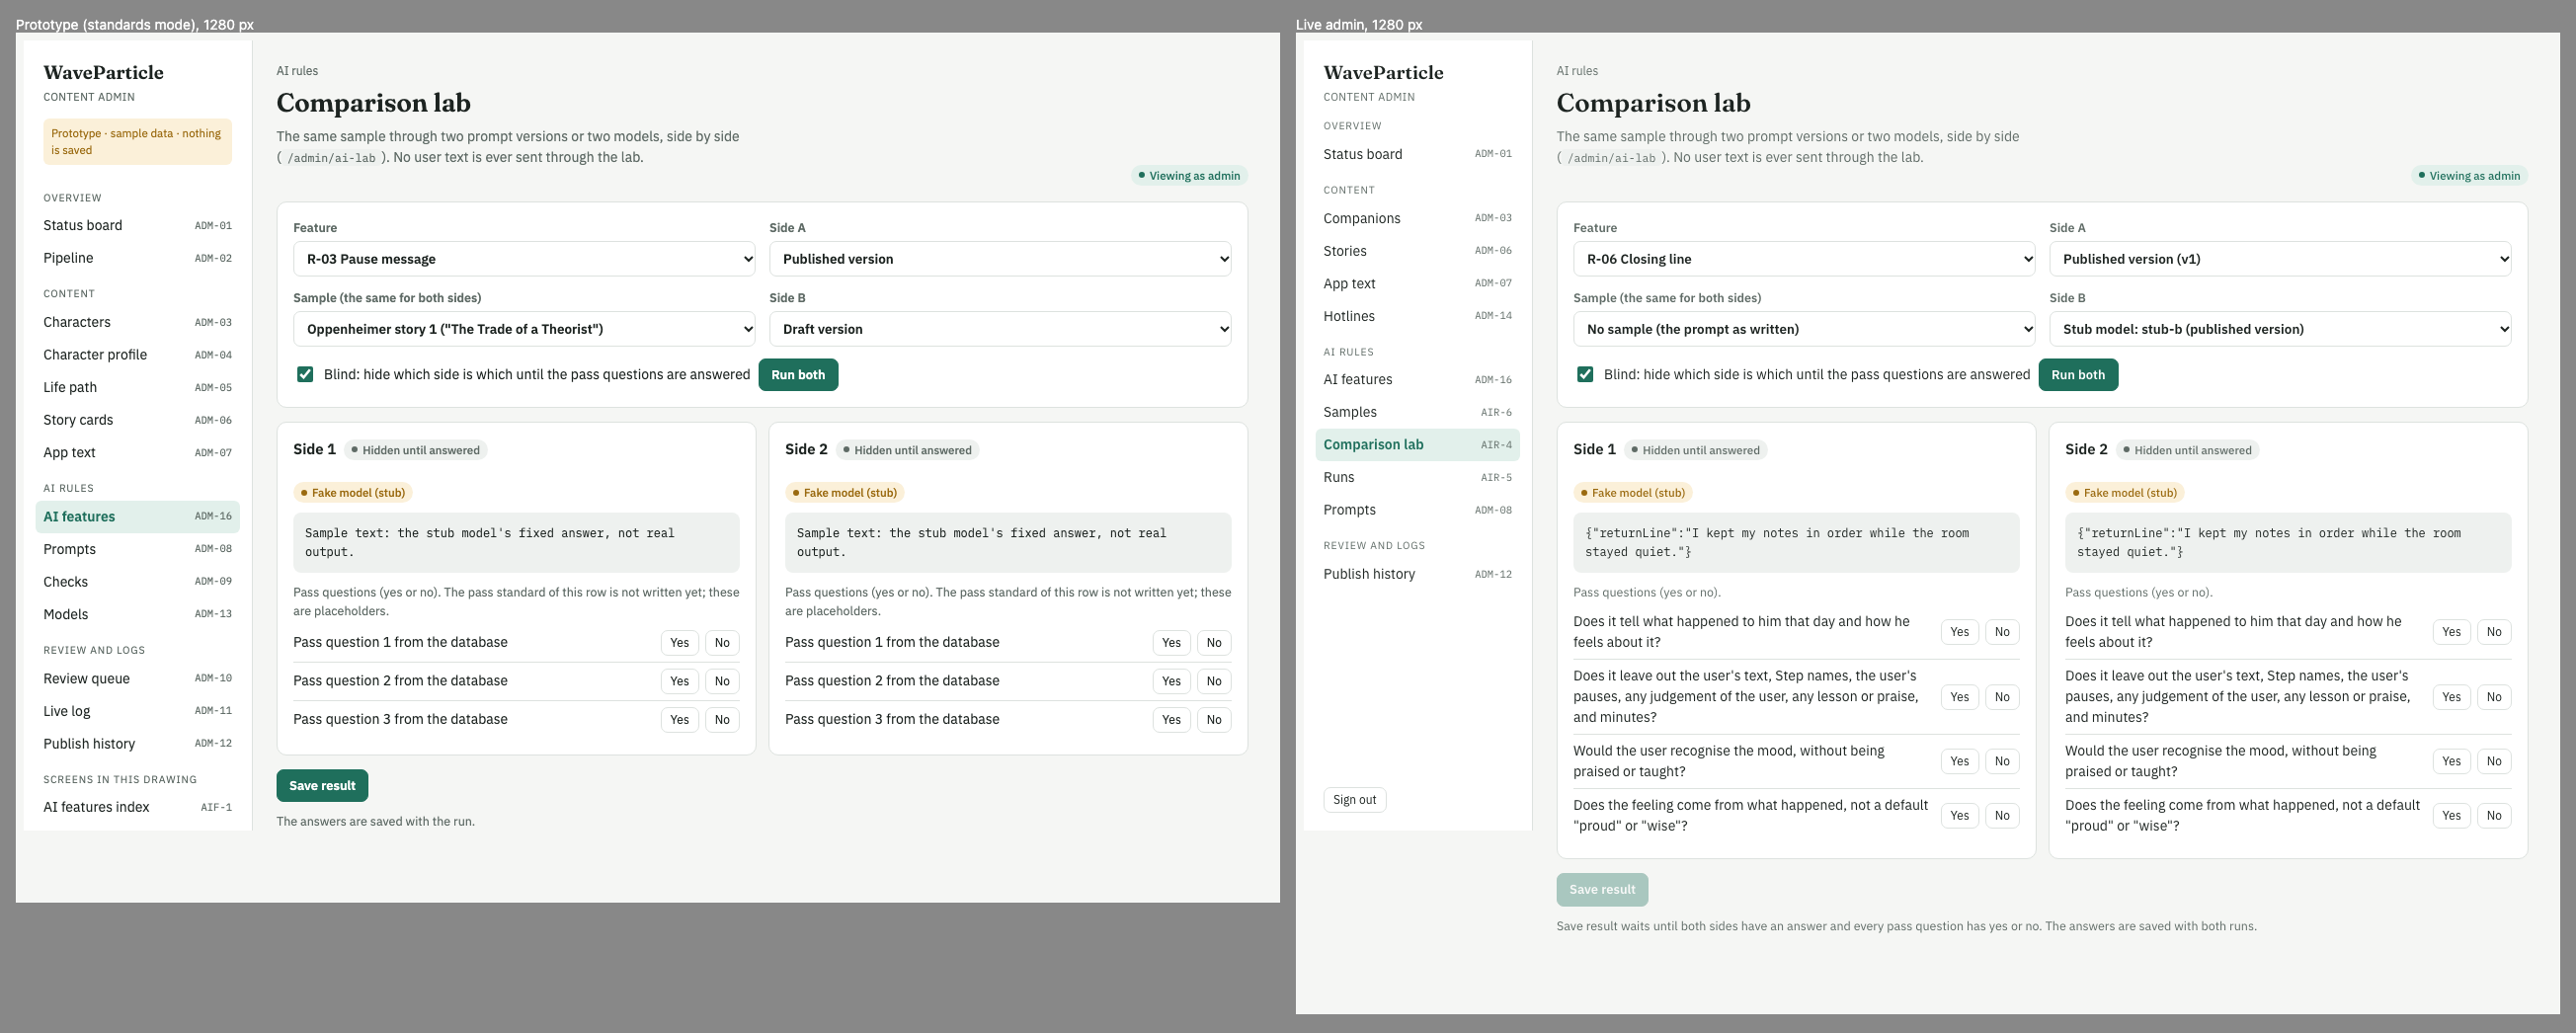 Prototype (standards mode), 1280 px
WaveParticle
CONTENT ADMIN
Prototype · sample data · nothing
is saved
OVERVIEW
Status board ADM-01
Pipeline ADM-02
CONTENT
Characters ADM-03
Character profile ADM-04
Life path ADM-05
Story cards ADM-06
App text ADM-07
AI RULES
AI features ADM-16
Prompts ADM-08
Checks ADM-09
Models ADM-13
REVIEW AND LOGS
Review queue ADM-10
Live log ADM-11
Publish history ADM-12
SCREENS IN THIS DRAWING
AI features index AIF-1
AI rules
Comparison lab
The same sample through two prompt versions or two models, side by side
( /admin/ai-lab ). No user text is ever sent through the lab.
Viewing as admin
Feature Side A
R-03 Pause message Published version
Sample (the same for both sides) Side B
Oppenheimer story 1 ("The Trade of a Theorist") Draft version
Blind: hide which side is which until the pass questions are answered Run both
Side 1 Hidden until answered
Fake model (stub)
Sample text: the stub model's fixed answer, not real
output.
Pass questions (yes or no). The pass standard of this row is not written yet; these
are placeholders.
Pass question 1 from the database Yes No
Pass question 2 from the database Yes No
Pass question 3 from the database Yes No
Side 2 Hidden until answered
Fake model (stub)
Sample text: the stub model's fixed answer, not real
output.
Pass questions (yes or no). The pass standard of this row is not written yet; these
are placeholders.
Pass question 1 from the database Yes No
Pass question 2 from the database Yes No
Pass question 3 from the database Yes No
Save result
The answers are saved with the run.
Live admin, 1280 px
WaveParticle
CONTENT ADMIN
OVERVIEW
Status board ADM-01
CONTENT
Companions ADM-03
Stories ADM-06
App text ADM-07
Hotlines ADM-14
AI RULES
AI features ADM-16
Samples AIR-6
Comparison lab AIR-4
Runs AIR-5
Prompts ADM-08
REVIEW AND LOGS
Publish history ADM-12
Sign out
AI rules
Comparison lab
The same sample through two prompt versions or two models, side by side
( /admin/ai-lab ). No user text is ever sent through the lab.
Viewing as admin
Feature Side A
R-06 Closing line Published version (v1)
Sample (the same for both sides) Side B
No sample (the prompt as written) Stub model: stub-b (published version)
Blind: hide which side is which until the pass questions are answered Run both
Side 1 Hidden until answered
Fake model (stub)
{"returnLine":"I kept my notes in order while the room
stayed quiet."}
Pass questions (yes or no).
Does it tell what happened to him that day and how he
feels about it? Yes No
Does it leave out the user's text, Step names, the user's
pauses, any judgement of the user, any lesson or praise,
and minutes? Yes No
Would the user recognise the mood, without being
praised or taught? Yes No
Does the feeling come from what happened, not a default
"proud" or "wise"? Yes No
Side 2 Hidden until answered
Fake model (stub)
{"returnLine":"I kept my notes in order while the room
stayed quiet."}
Pass questions (yes or no).
Does it tell what happened to him that day and how he
feels about it? Yes No
Does it leave out the user's text, Step names, the user's
pauses, any judgement of the user, any lesson or praise,
and minutes? Yes No
Would the user recognise the mood, without being
praised or taught? Yes No
Does the feeling come from what happened, not a default
"proud" or "wise"? Yes No
Save result
Save result waits until both sides have an answer and every pass question has yes or no. The answers are saved with both runs.